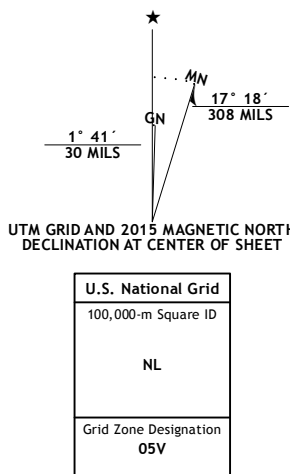 ★
MN
GN
17° 18´
308 MILS
1° 41´
30 MILS
UTM GRID AND 2015 MAGNETIC NORTH
DECLINATION AT CENTER OF SHEET
U.S. National Grid
100,000-m Square ID
NL
Grid Zone Designation
05V